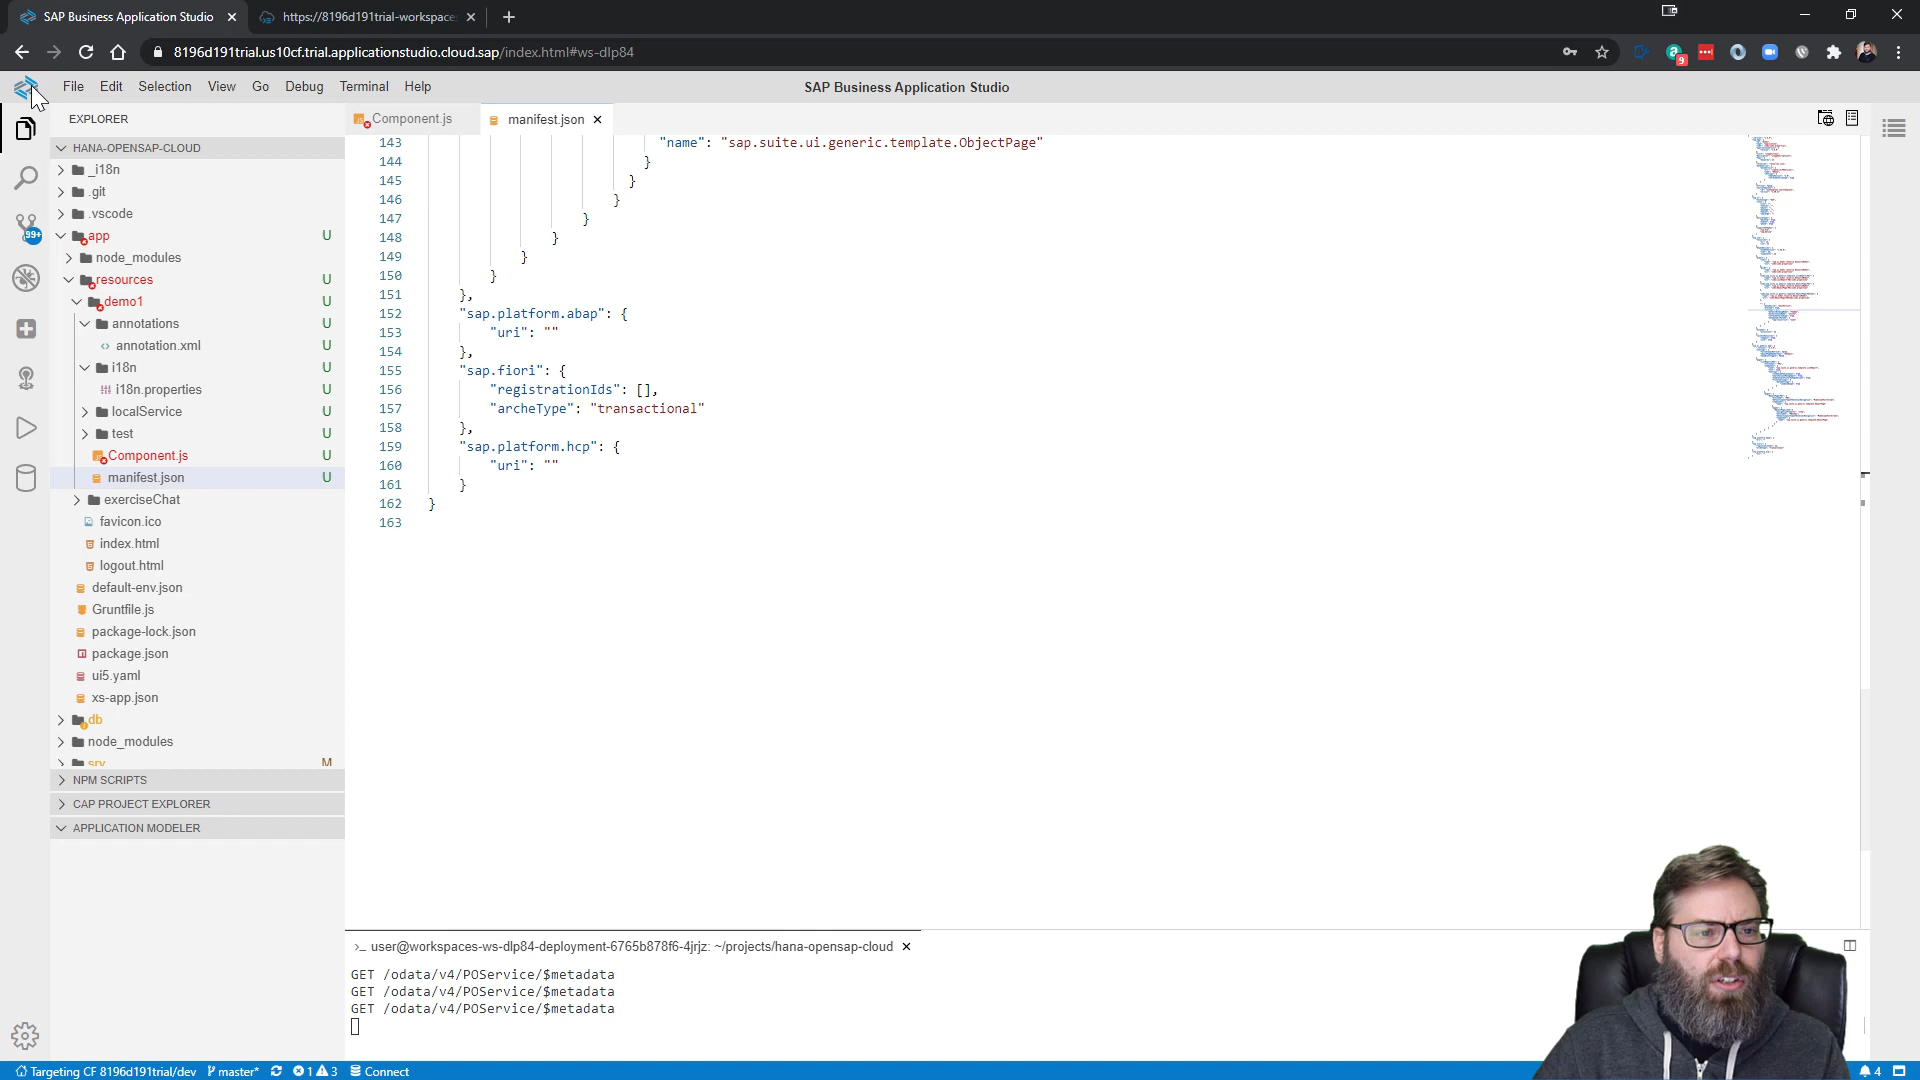 SAP Business Application Studio
https://8196d191trial-workspaces
8196d191trial.us10cf.trial.applicationstudio.cloud.sap/index.html#ws-dlp84
9
File Edit Selection View Go Debug Terminal Help
SAP Business Application Studio
EXPLORER
HANA-OPENSAP-CLOUD
_i18n
.git
.vscode
99+
app U
node_modules
resources U
demo1 U
annotations U
annotation.xml U
i18n U
i18n.properties U
localService U
test U
Component.js U
manifest.json U
exerciseChat
favicon.ico
index.html
logout.html
default-env.json
Gruntfile.js
package-lock.json
package.json
ui5.yaml
xs-app.json
db
node_modules
srv M
NPM SCRIPTS
CAP PROJECT EXPLORER
APPLICATION MODELER
Component.js manifest.json
143 "name": "sap.suite.ui.generic.template.ObjectPage"
144 }
145 }
146 }
147 }
148 }
149 }
150 }
151 },
152 "sap.platform.abap": {
153 "uri": ""
154 },
155 "sap.fiori": {
156 "registrationIds": [],
157 "archeType": "transactional"
158 },
159 "sap.platform.hcp": {
160 "uri": ""
161 }
162 }
163
>_ user@workspaces-ws-dlp84-deployment-6765b878f6-4jrjz: ~/projects/hana-opensap-cloud
GET /odata/v4/POService/$metadata
GET /odata/v4/POService/$metadata
GET /odata/v4/POService/$metadata
Targeting CF 8196d191trial/dev master* 1 3 Connect
4